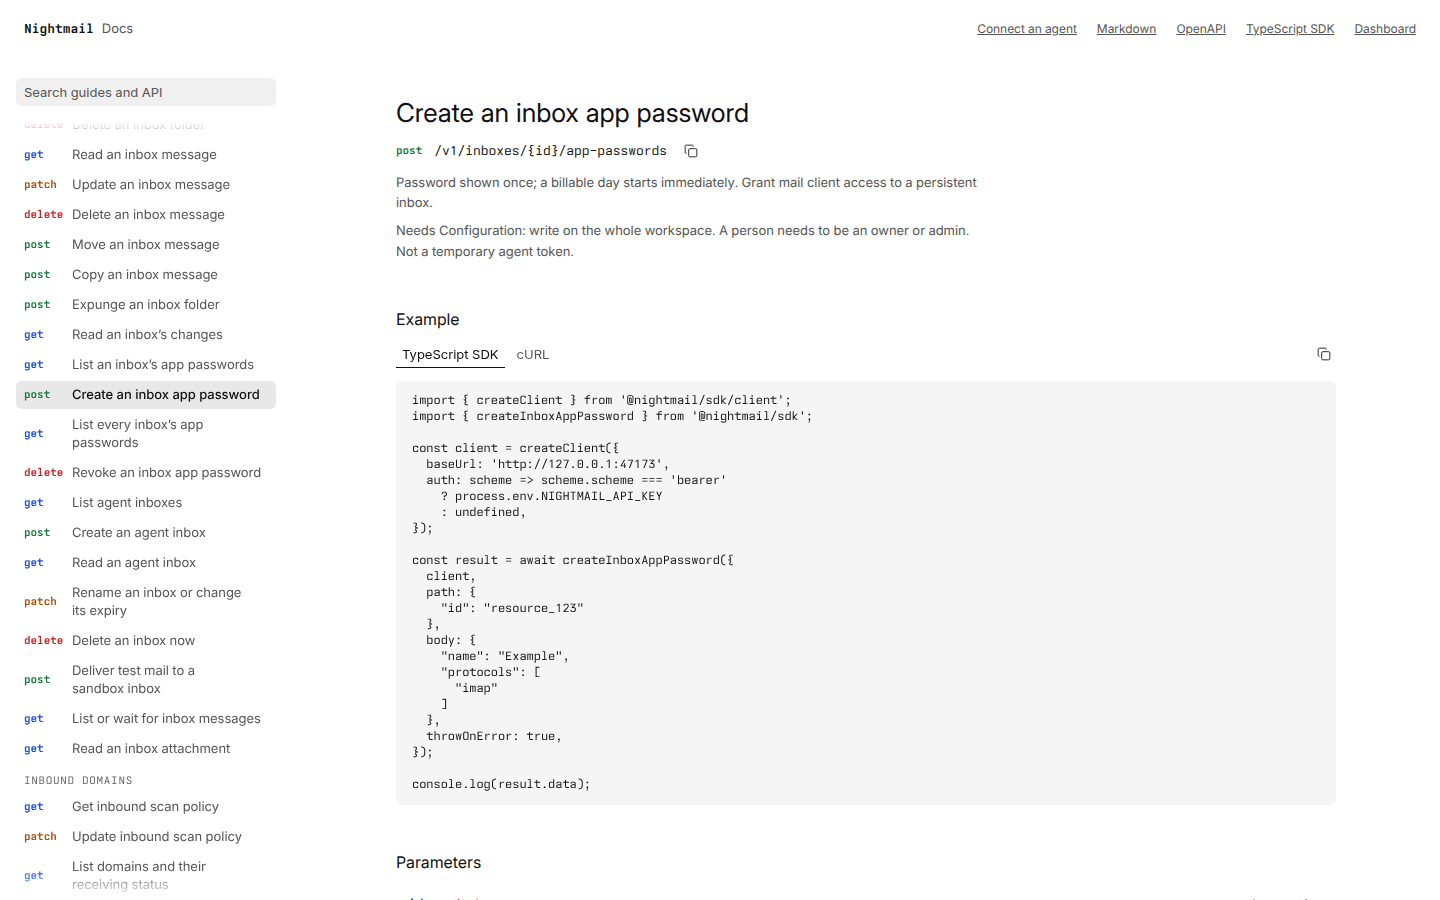 Nightmail Docs
Connect an agent Markdown OpenAPI TypeScript SDK Dashboard
Search guides and API
delete Delete an inbox folder
get Read an inbox message
patch Update an inbox message
delete Delete an inbox message
post Move an inbox message
post Copy an inbox message
post Expunge an inbox folder
get Read an inbox’s changes
get List an inbox’s app passwords
post Create an inbox app password
get List every inbox’s app
passwords
delete Revoke an inbox app password
get List agent inboxes
post Create an agent inbox
get Read an agent inbox
patch Rename an inbox or change
its expiry
delete Delete an inbox now
post Deliver test mail to a
sandbox inbox
get List or wait for inbox messages
get Read an inbox attachment
INBOUND DOMAINS
get Get inbound scan policy
patch Update inbound scan policy
get List domains and their
receiving status
Create an inbox app password
post /v1/inboxes/{id}/app-passwords
Password shown once; a billable day starts immediately. Grant mail client access to a persistent
inbox.
Needs Configuration: write on the whole workspace. A person needs to be an owner or admin.
Not a temporary agent token.
Example
TypeScript SDK cURL
import { createClient } from '@nightmail/sdk/client';
import { createInboxAppPassword } from '@nightmail/sdk';
const client = createClient({
baseUrl: 'http://127.0.0.1:47173',
auth: scheme => scheme.scheme === 'bearer'
? process.env.NIGHTMAIL_API_KEY
: undefined,
});
const result = await createInboxAppPassword({
client,
path: {
"id": "resource_123"
},
body: {
"name": "Example",
"protocols": [
"imap"
]
},
throwOnError: true,
});
console.log(result.data);
Parameters